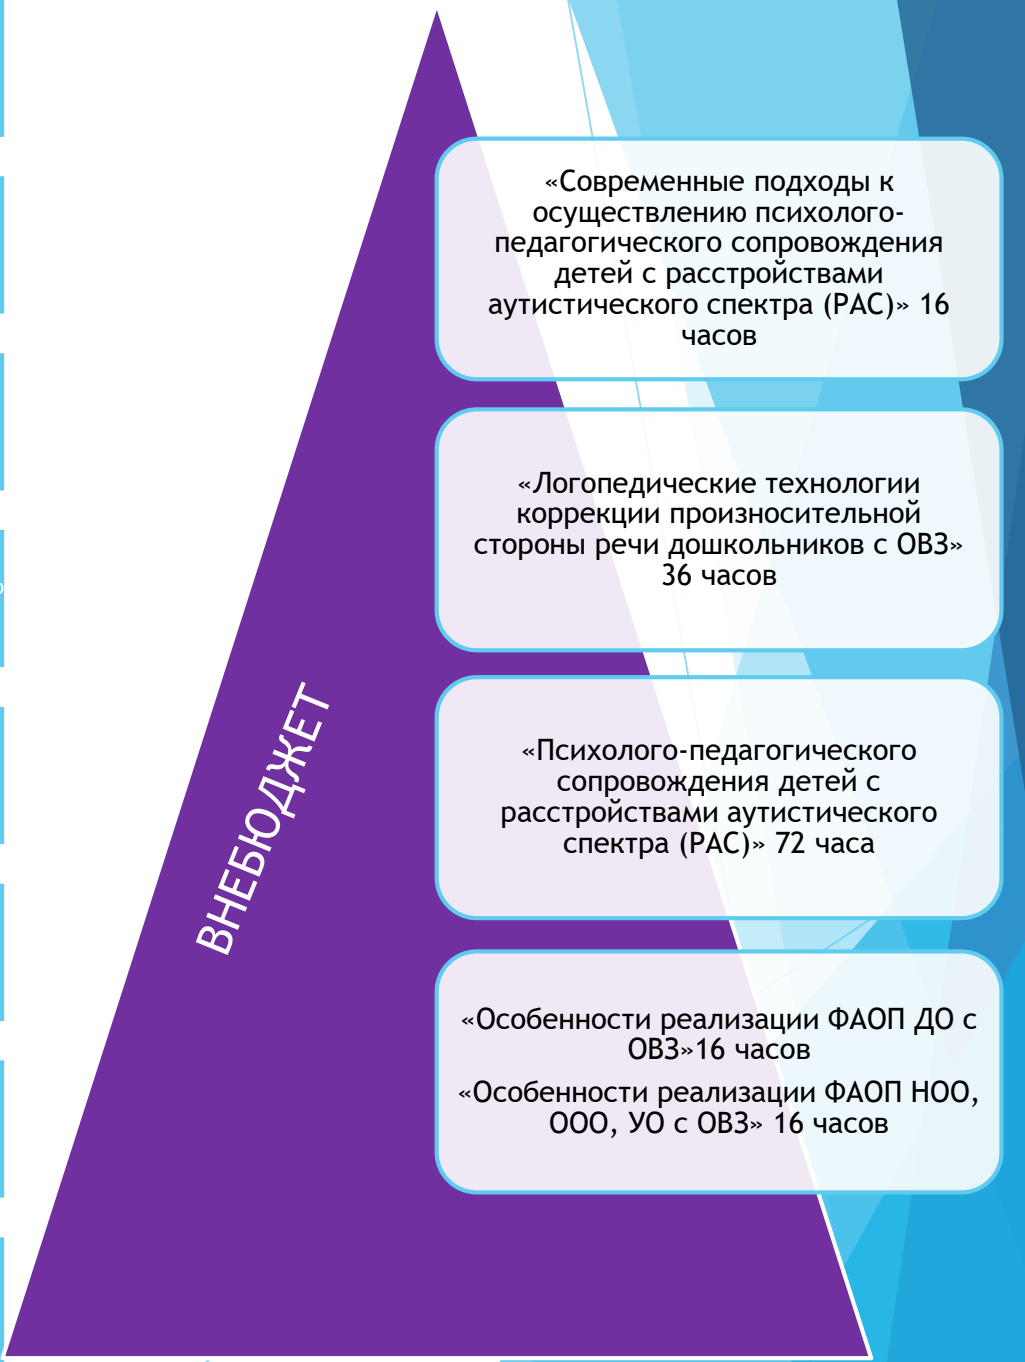 «Современные подходы к
осуществлению психолого-
педагогического сопровождения
детей с расстройствами
аутистического спектра (РАС)» 16
часов
«Логопедические технологии
коррекции произносительной
стороны речи дошкольников с ОВЗ»
36 часов
«Психолого-педагогического
сопровождения детей с
расстройствами аутистического
спектра (РАС)» 72 часа
ВНЕБЮДЖЕТ
«Особенности реализации ФАОП ДО с
ОВЗ»16 часов
«Особенности реализации ФАОП НОО,
ООО, УО с ОВЗ» 16 часов